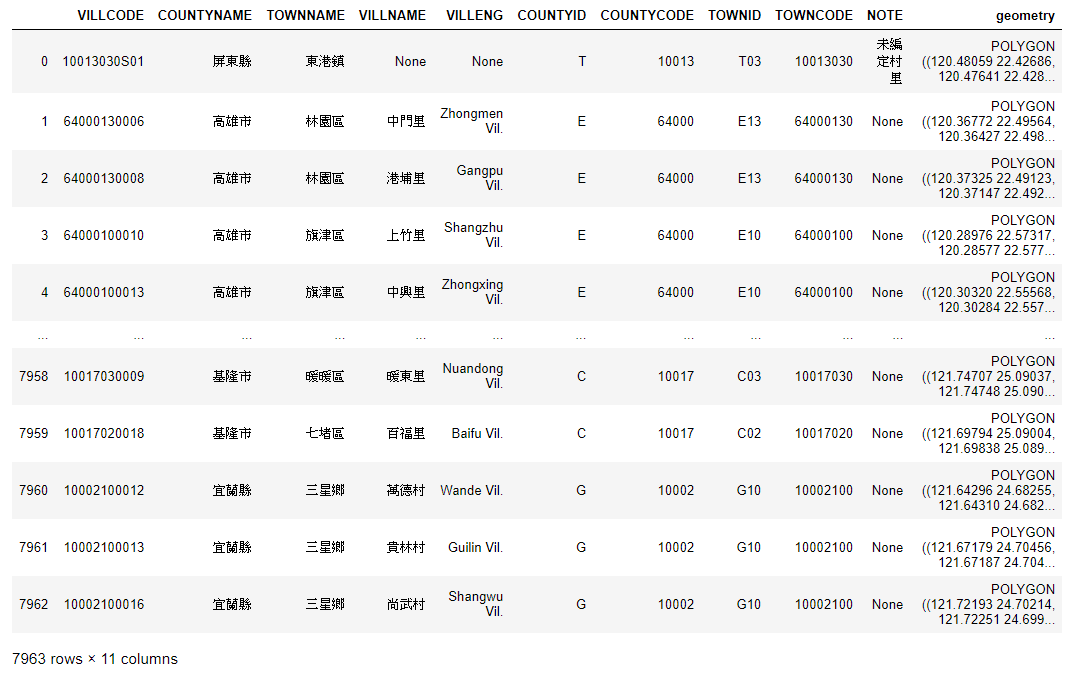 VILLCODE COUNTYNAME TOWNNAME VILLNAME VILLENG COUNTYID COUNTYCODE TOWNID TOWNCODE NOTE geometry
0 10013030S01 屏東縣 東港鎮 None None T 10013 T03 10013030 未編定村里 POLYGON ((120.48059 22.42686, 120.47641 22.428...
1 64000130006 高雄市 林園區 中門里 Zhongmen Vil. E 64000 E13 64000130 None POLYGON ((120.36772 22.49564, 120.36427 22.498...
2 64000130008 高雄市 林園區 港埔里 Gangpu Vil. E 64000 E13 64000130 None POLYGON ((120.37325 22.49123, 120.37147 22.492...
3 64000100010 高雄市 旗津區 上竹里 Shangzhu Vil. E 64000 E10 64000100 None POLYGON ((120.28976 22.57317, 120.28577 22.577...
4 64000100013 高雄市 旗津區 中興里 Zhongxing Vil. E 64000 E10 64000100 None POLYGON ((120.30320 22.55568, 120.30284 22.557...
... ... ... ... ... ... ... ... ... ... ... ...
7958 10017030009 基隆市 暖暖區 暖東里 Nuandong Vil. C 10017 C03 10017030 None POLYGON ((121.74707 25.09037, 121.74748 25.090...
7959 10017020018 基隆市 七堵區 百福里 Baifu Vil. C 10017 C02 10017020 None POLYGON ((121.69794 25.09004, 121.69838 25.089...
7960 10002100012 宜蘭縣 三星鄉 萬德村 Wande Vil. G 10002 G10 10002100 None POLYGON ((121.64296 24.68255, 121.64310 24.682...
7961 10002100013 宜蘭縣 三星鄉 貴林村 Guilin Vil. G 10002 G10 10002100 None POLYGON ((121.67179 24.70456, 121.67187 24.704...
7962 10002100016 宜蘭縣 三星鄉 尚武村 Shangwu Vil. G 10002 G10 10002100 None POLYGON ((121.72193 24.70214, 121.72251 24.699...
7963 rows × 11 columns